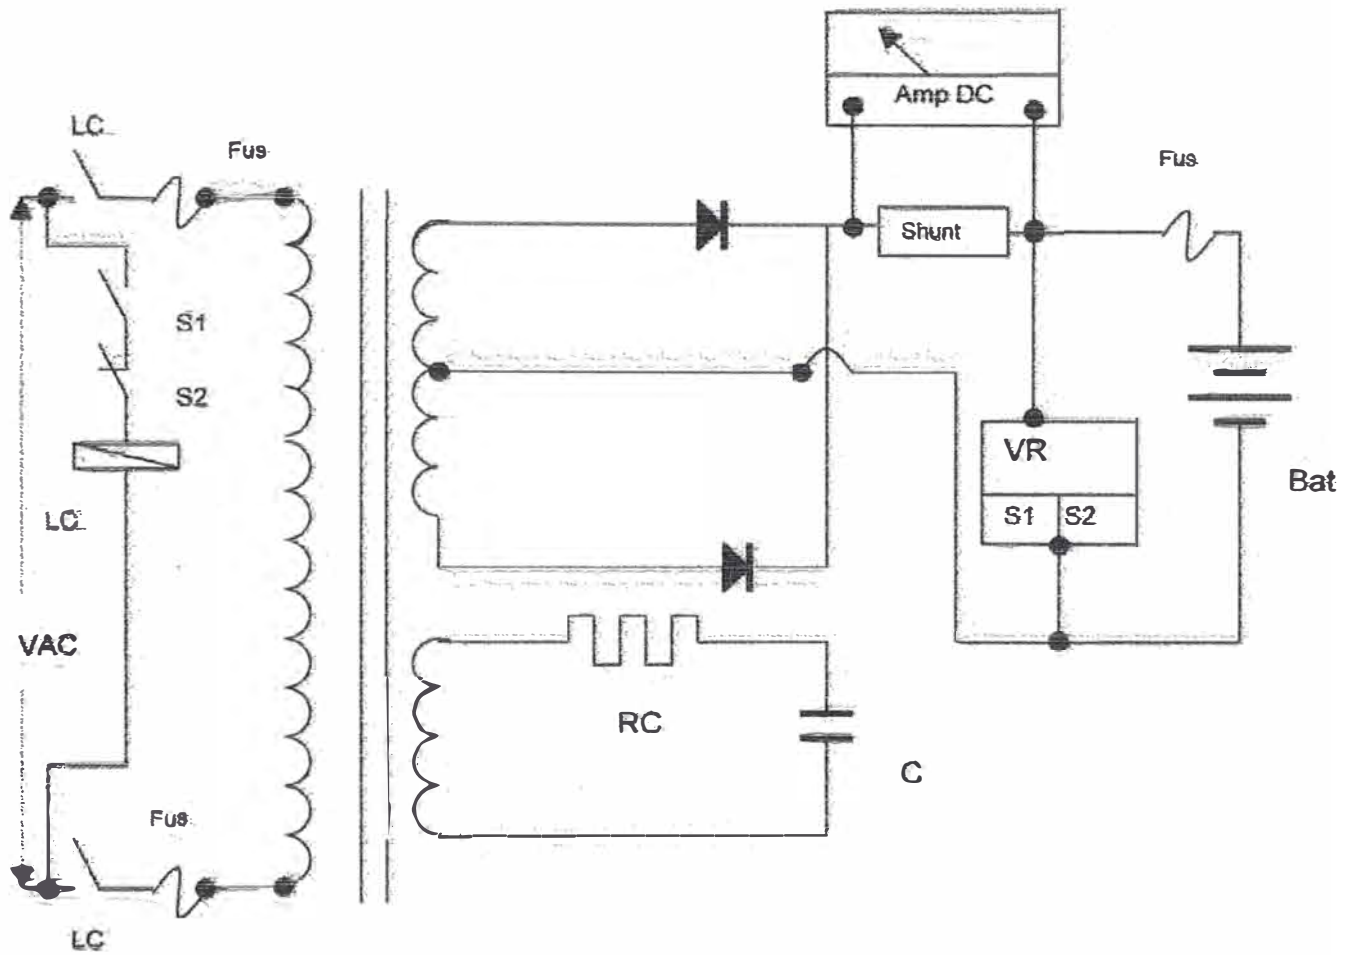 Amp DC
LC
Fus
Fus
Shunt
S1
S2
VR
S1 S2
Bat
LC
VAC
RC
C
Fus
LC